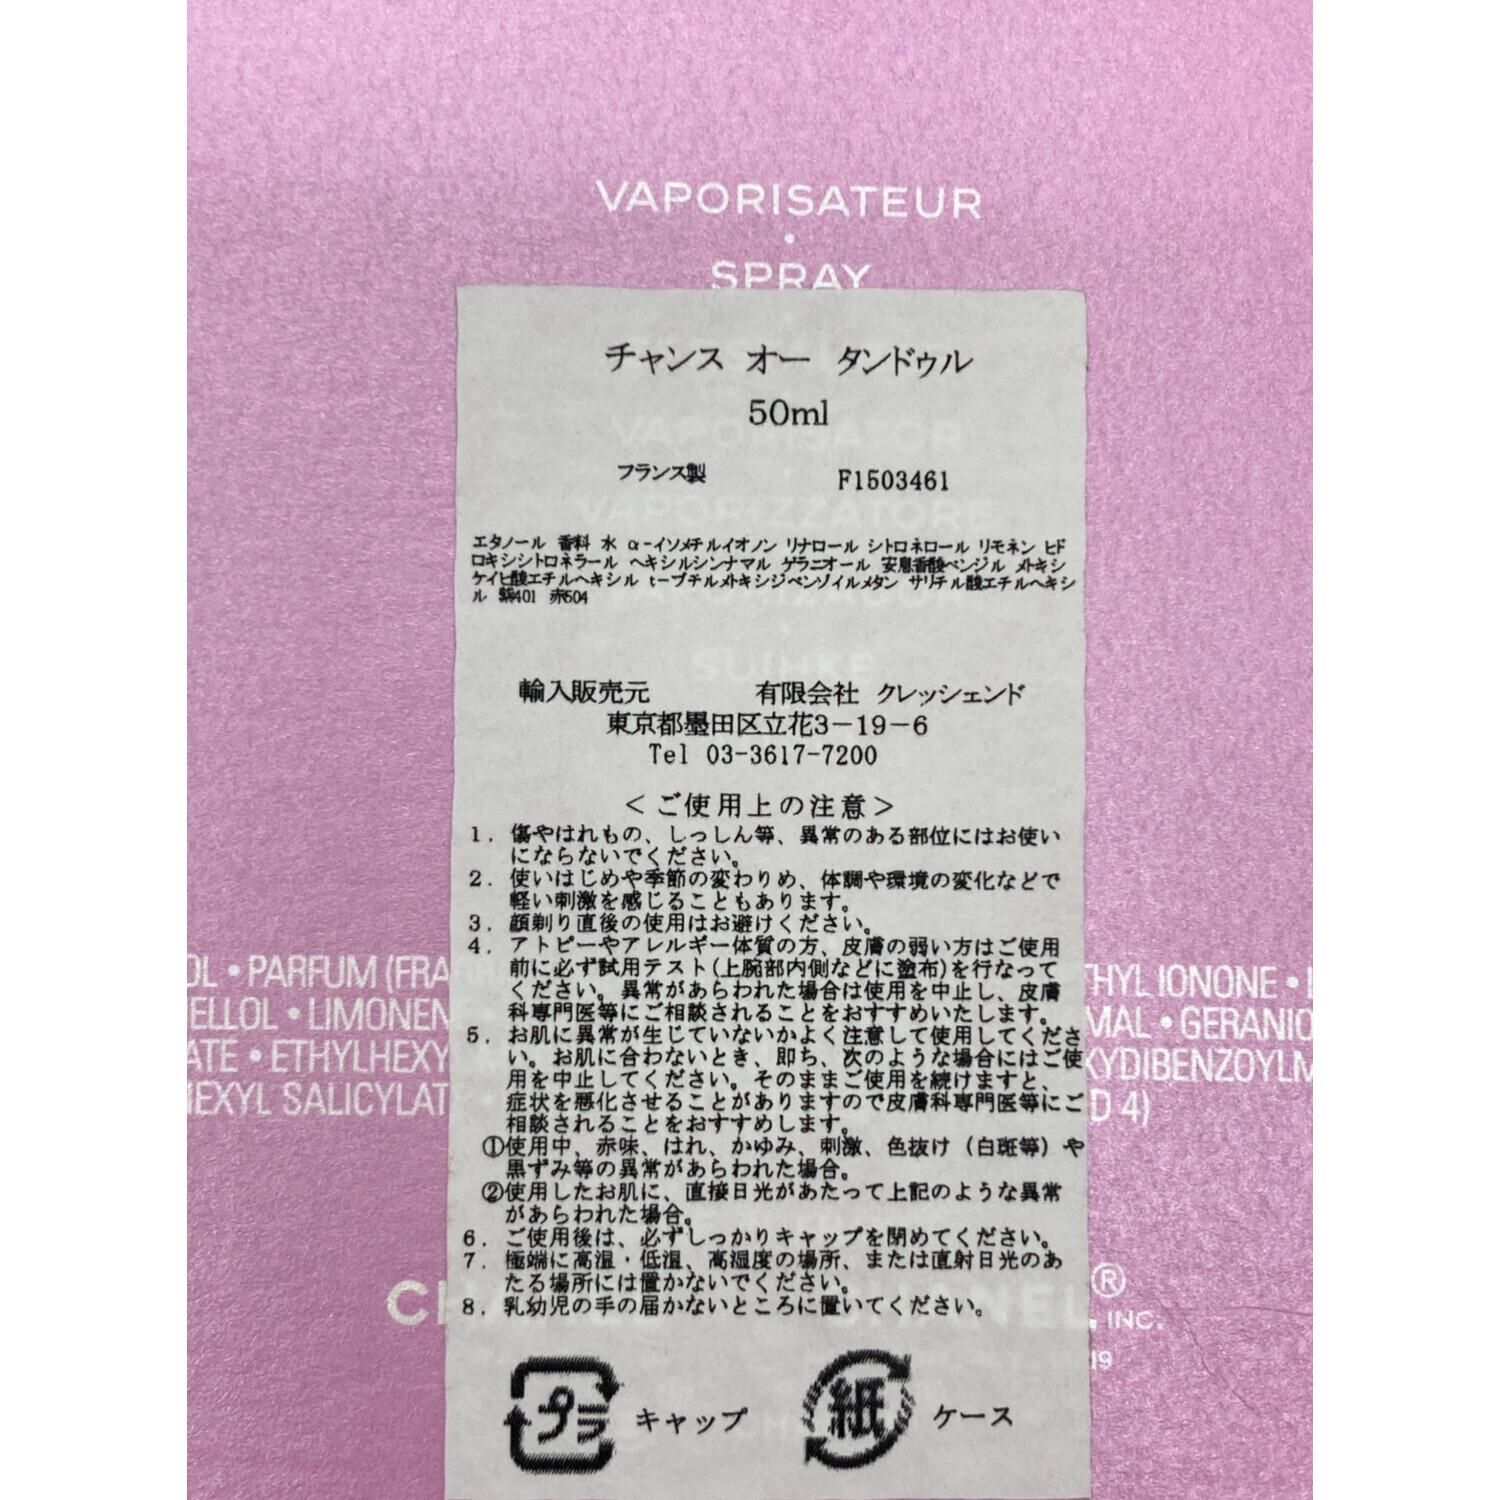 VAPORISATEUR
SPRAY
チャンス オー タンドゥル
50ml
フランス製 F1503461
エタノール 香料 水 α-イソメチルイオノン リナロール シトロネロール リモネン ヒド
ロキシシトロネラール ヘキシルシンナマル ゲラニオール 安息香酸ベンジル メトキシ
ケイヒ酸エチルヘキシル t-ブチルメトキシジベンゾイルメタン サリチル酸エチルヘキシ
ル 紫401 赤504
輸入販売元 有限会社 クレッシェンド
東京都墨田区立花3-19-6
Tel 03-3617-7200
<ご使用上の注意>
1. 傷やはれもの、しっしん等、異常のある部位にはお使い
にならないでください。
2. 使いはじめや季節の変わりめ、体調や環境の変化などで
軽い刺激を感じることもあります。
3. 顔剃り直後の使用はお避けください。
4. アトピーやアレルギー体質の方、皮膚の弱い方はご使用
前に必ず試用テスト(上腕部内側などに塗布)を行なって
ください。異常があらわれた場合は使用を中止し、皮膚
科専門医等にご相談されることをおすすめいたします。
5. お肌に異常が生じていないかよく注意して使用してくださ
い。お肌に合わないとき、即ち、次のような場合にはご使
用を中止してください。そのままご使用を続けますと、
症状を悪化させることがありますので皮膚科専門医等にご
相談されることをおすすめします。
①使用中、赤味、はれ、かゆみ、刺激、色抜け(白斑等)や
黒ずみ等の異常があらわれた場合。
②使用したお肌に、直接日光があたって上記のような異常
があらわれた場合。
6. ご使用後は、必ずしっかりキャップを閉めてください。
7. 極端に高温・低温、高湿度の場所、または直射日光のあ
たる場所には置かないでください。
8. 乳幼児の手の届かないところに置いてください。
プラ キャップ 紙 ケース
OL • PARFUM (FRA THYL IONONE •
ELLOL • LIMONEN MAL • GERANIO
ATE • ETHYLHEXY XYDIBENZOYLM
HEXYL SALICYLAT D 4)
® INC.